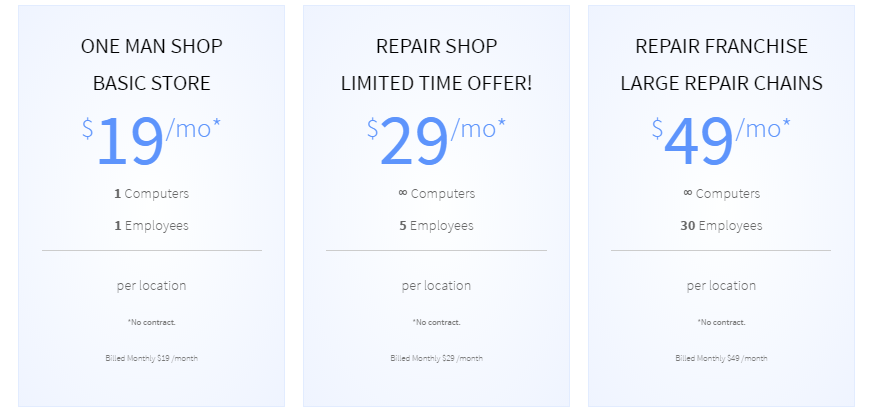 ONE MAN SHOP
BASIC STORE
$19/mo*
1 Computers
1 Employees
per location
*No contract.
Billed Monthly $19 /month
REPAIR SHOP
LIMITED TIME OFFER!
$29/mo*
∞ Computers
5 Employees
per location
*No contract.
Billed Monthly $29 /month
REPAIR FRANCHISE
LARGE REPAIR CHAINS
$49/mo*
∞ Computers
30 Employees
per location
*No contract.
Billed Monthly $49 /month